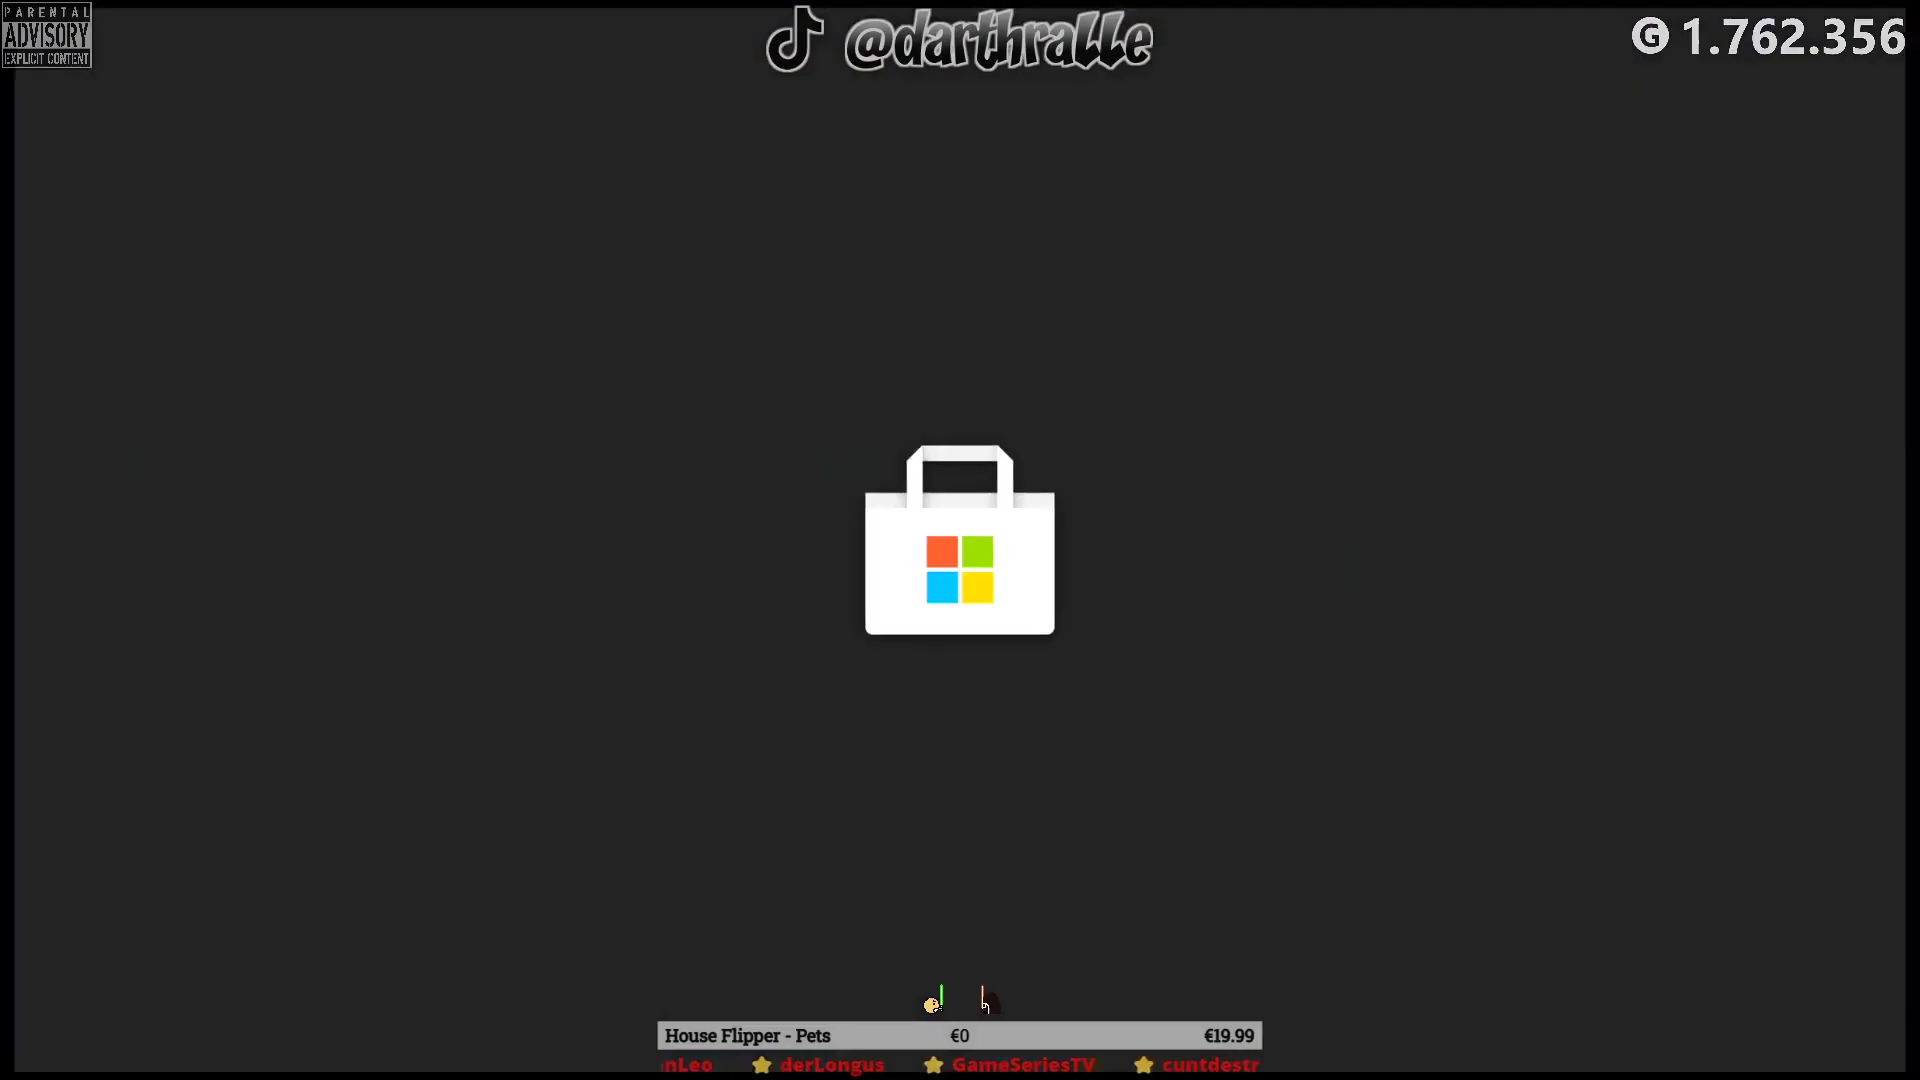 PARENTAL
ADVISORY
EXPLICIT CONTENT
@darthralle
G 1.762.356
House Flipper - Pets €0 €19.99
nLeo derLongus GameSeriesTV cuntdestr